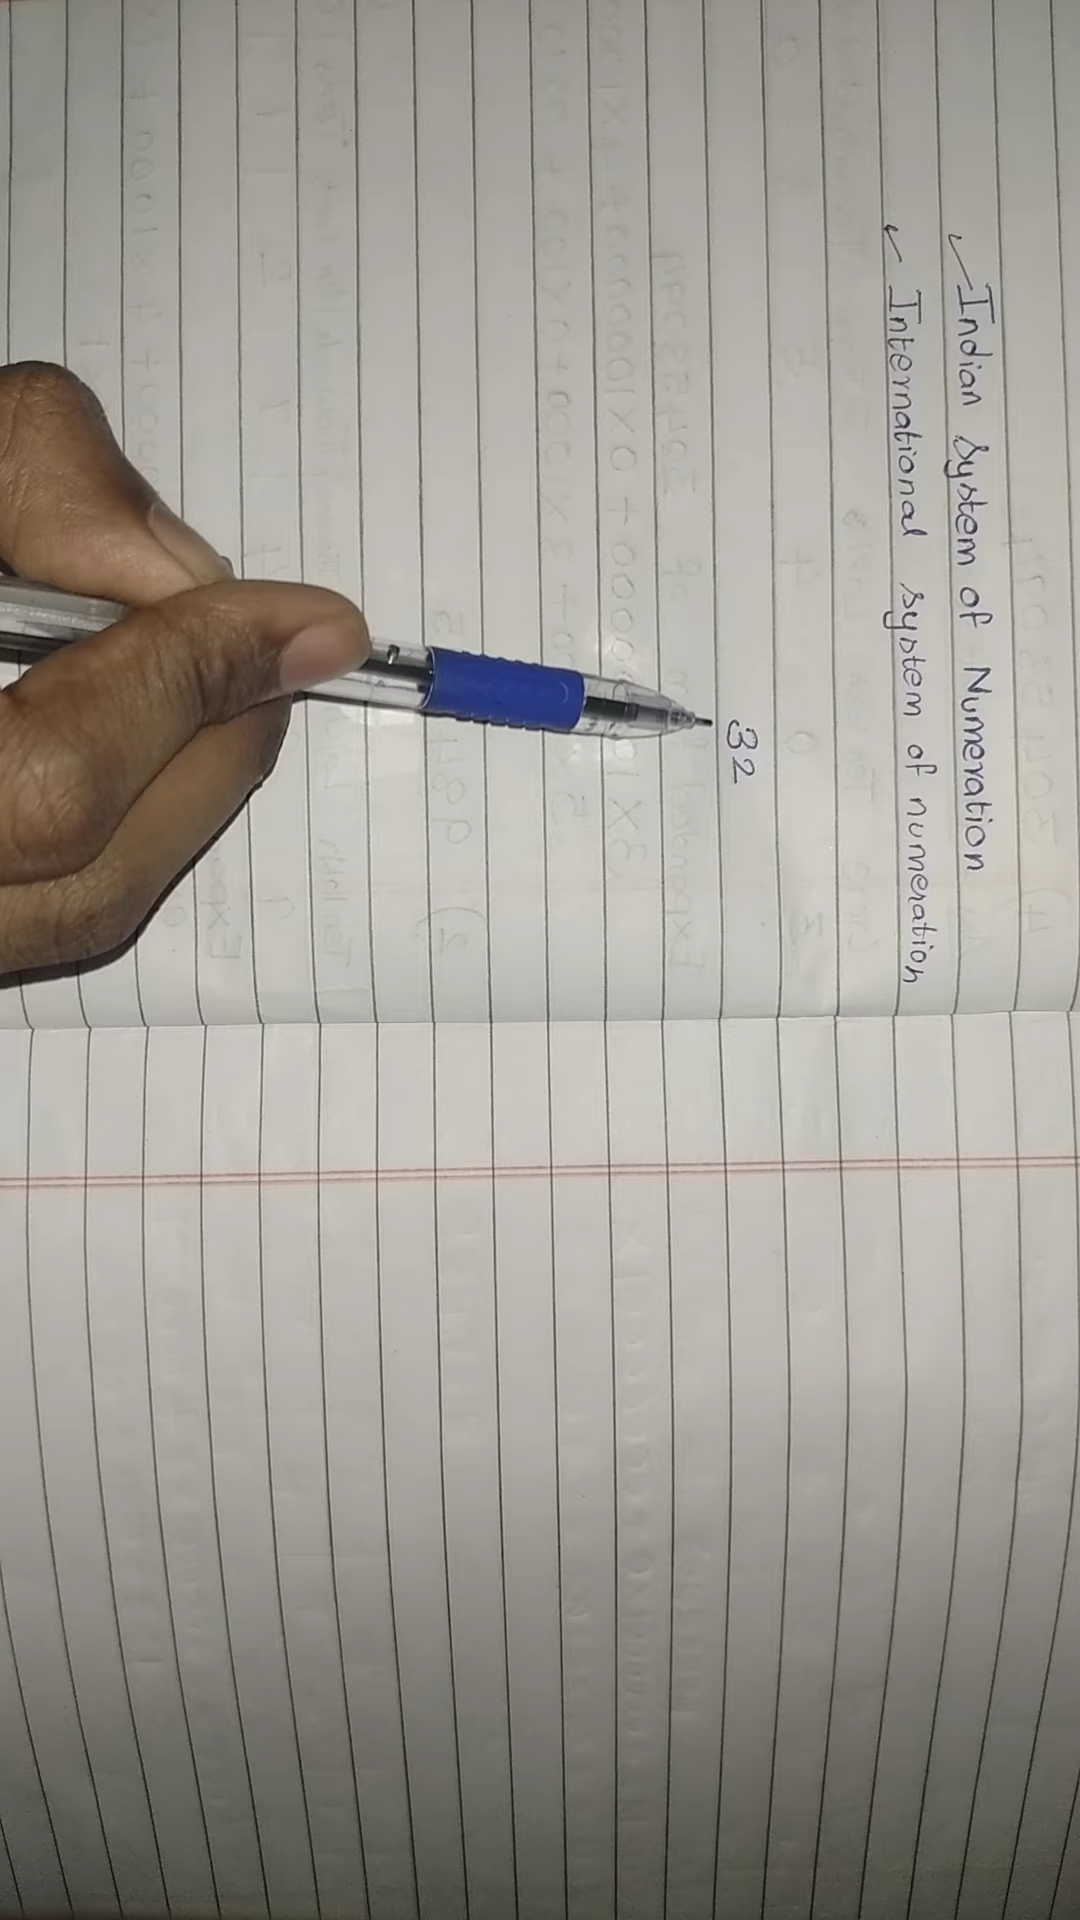 ✓ Indian system of Numeration
✓ International system of numeration
32